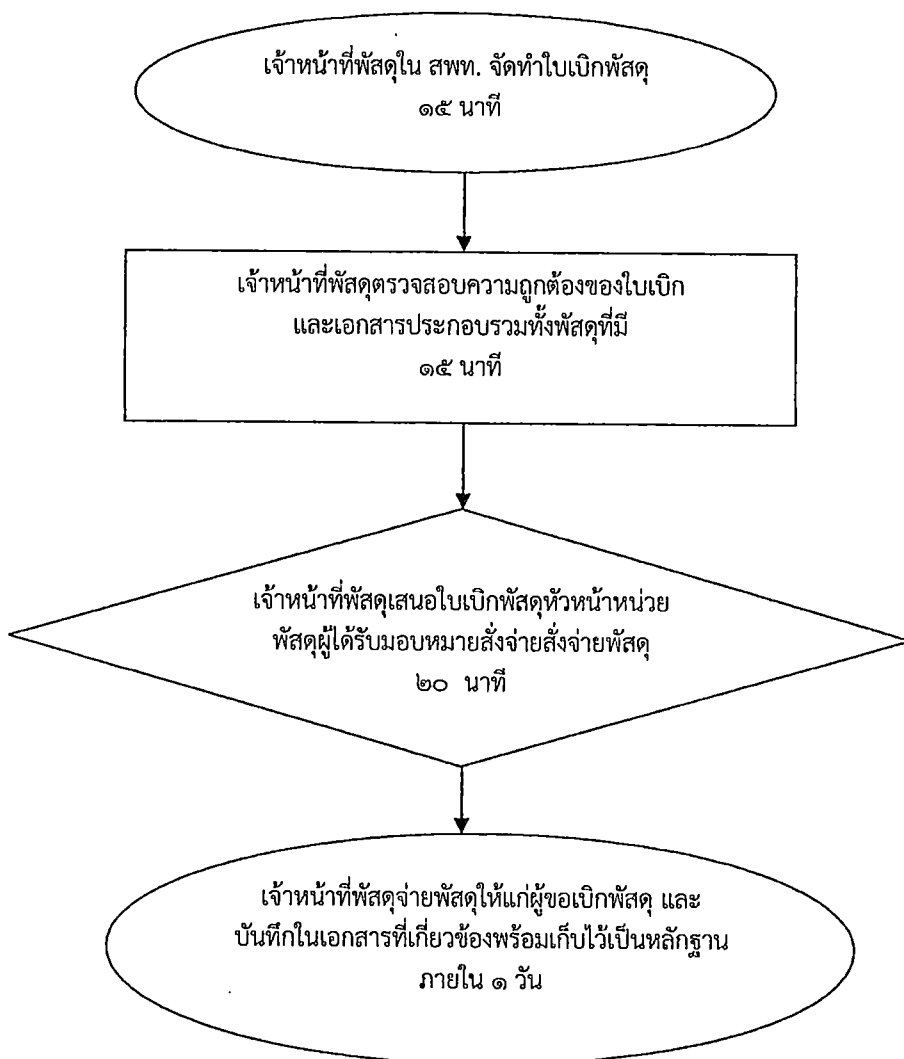 เจ้าหน้าที่พัสดุใน สพท. จัดทำใบเบิกพัสดุ
๑๕ นาที
เจ้าหน้าที่พัสดุตรวจสอบความถูกต้องของใบเบิก
และเอกสารประกอบรวมทั้งพัสดุที่มี
๑๕ นาที
เจ้าหน้าที่พัสดุเสนอใบเบิกพัสดุหัวหน้าหน่วย
พัสดุผู้ได้รับมอบหมายสั่งจ่ายสั่งจ่ายพัสดุ
๒๐ นาที
เจ้าหน้าที่พัสดุจ่ายพัสดุให้แก่ผู้ขอเบิกพัสดุ และ
บันทึกในเอกสารที่เกี่ยวข้องพร้อมเก็บไว้เป็นหลักฐาน
ภายใน ๑ วัน